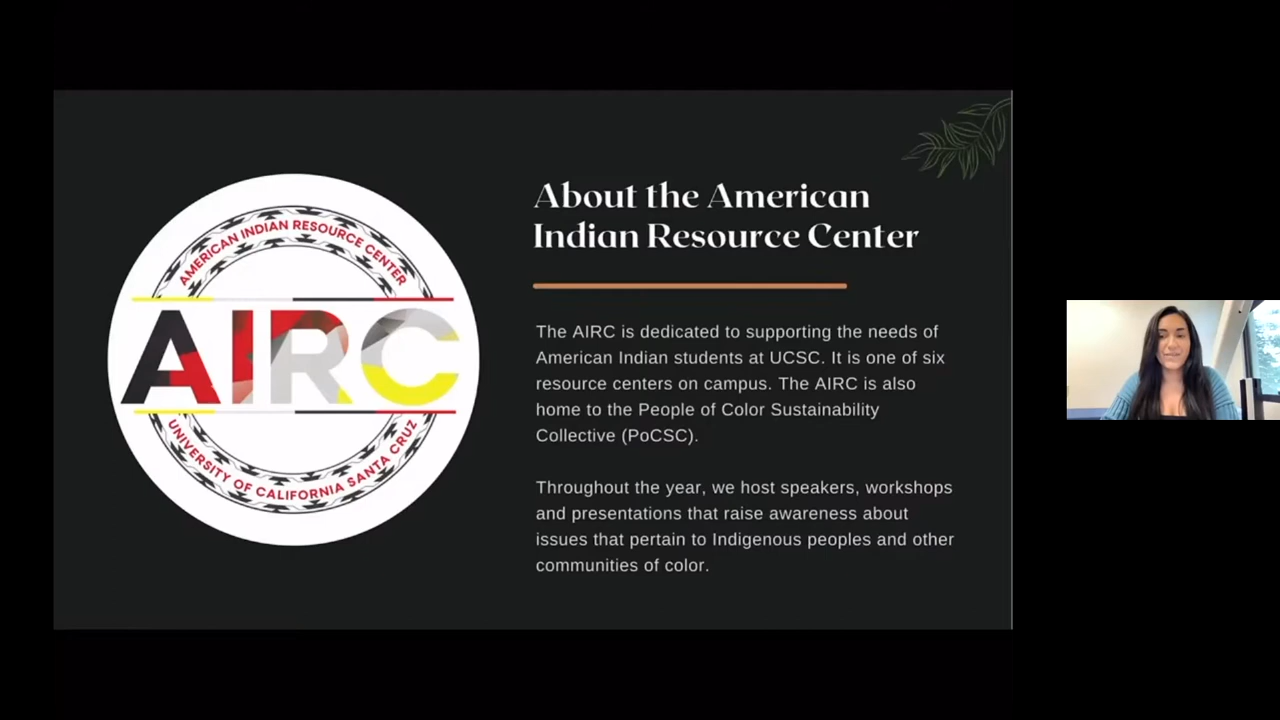 AMERICAN INDIAN RESOURCE CENTER
AIRC
UNIVERSITY OF CALIFORNIA SANTA CRUZ
About the American
Indian Resource Center
The AIRC is dedicated to supporting the needs of
American Indian students at UCSC. It is one of six
resource centers on campus. The AIRC is also
home to the People of Color Sustainability
Collective (PoCSC).
Throughout the year, we host speakers, workshops
and presentations that raise awareness about
issues that pertain to Indigenous peoples and other
communities of color.